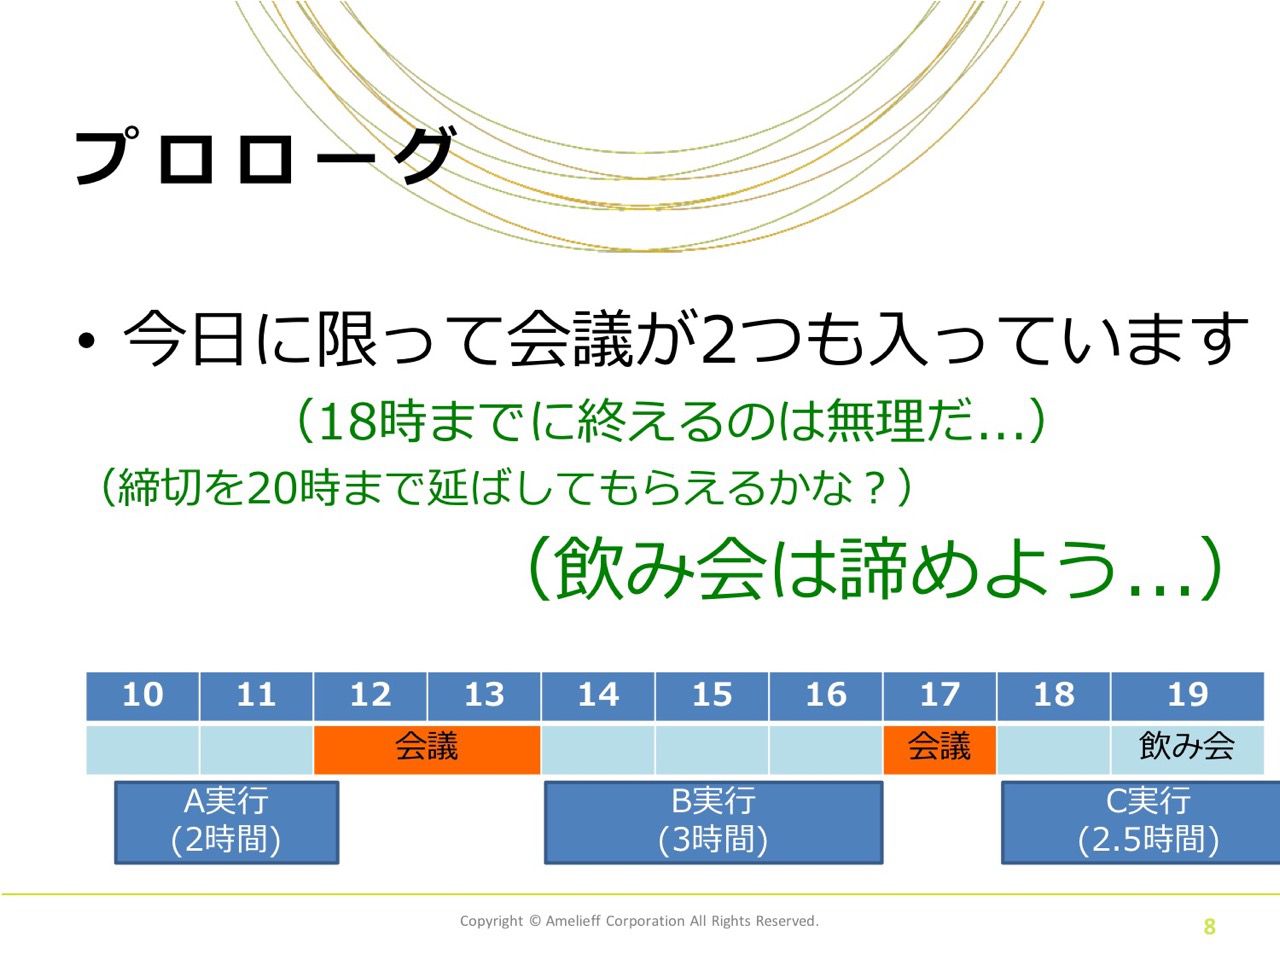 プロローグ
• 今日に限って会議が2つも入っています
（18時までに終えるのは無理だ...）
（締切を20時まで延ばしてもらえるかな？）
（飲み会は諦めよう...）
10 11 12 13 14 15 16 17 18 19
会議 会議 飲み会
A実行 B実行 C実行
(2時間) (3時間) (2.5時間)
Copyright © Amelieff Corporation All Rights Reserved.
8